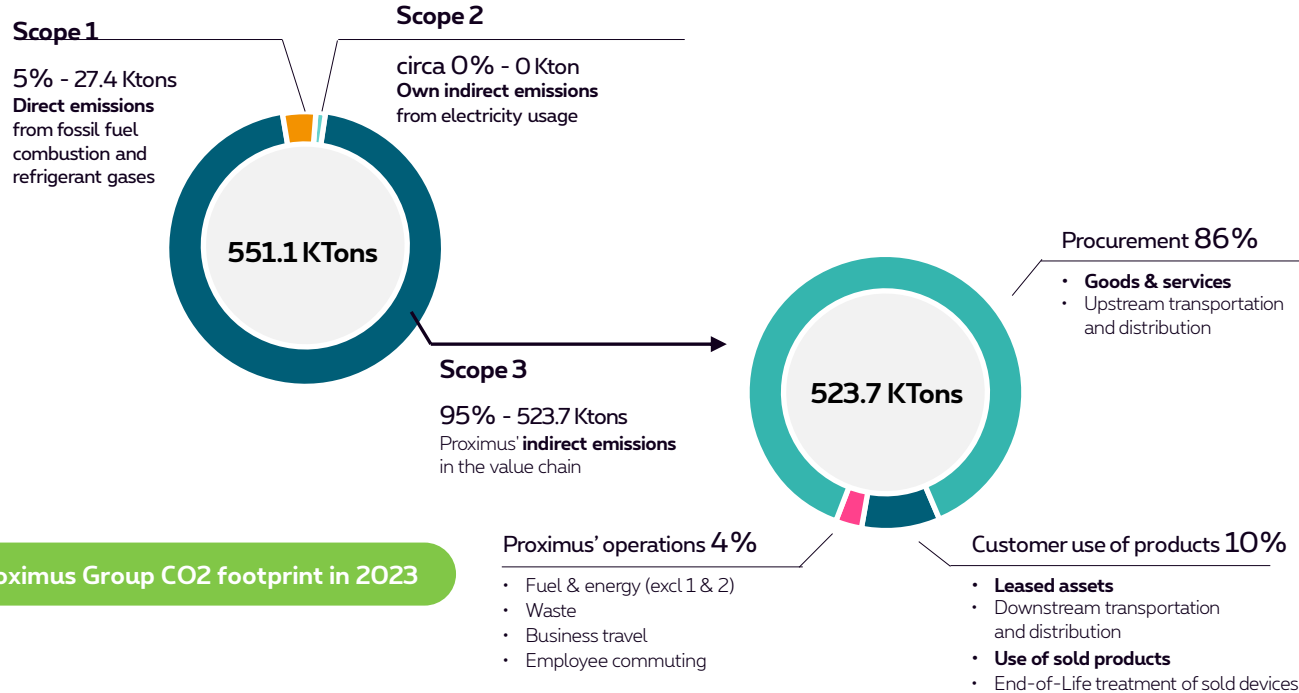 Scope 1
5% - 27.4 Ktons
Direct emissions
from fossil fuel
combustion and
refrigerant gases
Scope 2
circa 0% - 0 Kton
Own indirect emissions
from electricity usage
551.1 KTons
Scope 3
95% - 523.7 Ktons
Proximus' indirect emissions
in the value chain
523.7 KTons
Procurement 86%
• Goods & services
• Upstream transportation
and distribution
oximus Group CO2 footprint in 2023
Proximus' operations 4%
• Fuel & energy (excl 1 & 2)
• Waste
• Business travel
• Employee commuting
Customer use of products 10%
• Leased assets
• Downstream transportation
and distribution
• Use of sold products
• End-of-Life treatment of sold devices